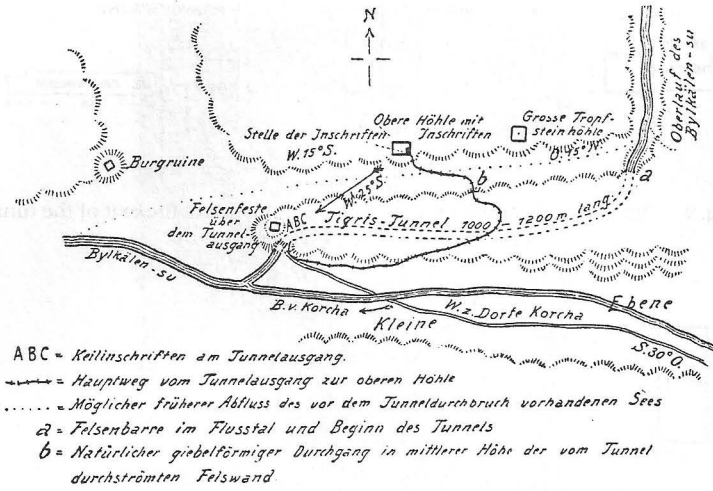 N
Oberlauf des
Bylkälen-su
Obere Höhle mit
Inschriften
Grosse Tropf-
steinhöhle
Stelle der Inschriften
W. 15° S.
O. 15° N.
Burgruine
b
a
W. 25° S.
Felsenfeste
über
dem Tunnel-
ausgang
ABC
Tigris-Tunnel 1000 – 1200 m. lang.
Bylkälen-su
B. v. Korcha
W. z. Dorfe Korcha
Kleine
Ebene
S. 30° O.
ABC = Keilinschriften am Tunnelausgang.
= Hauptweg vom Tunnelausgang zur oberen Höhle
..... = Möglicher früherer Abfluss des vor dem Tunneldurchbruch vorhandenen Sees
a = Felsenbarre im Flusstal und Beginn des Tunnels
b = Natürlicher giebelförmiger Durchgang in mittlerer Höhe der vom Tunnel
durchströmten Felswand